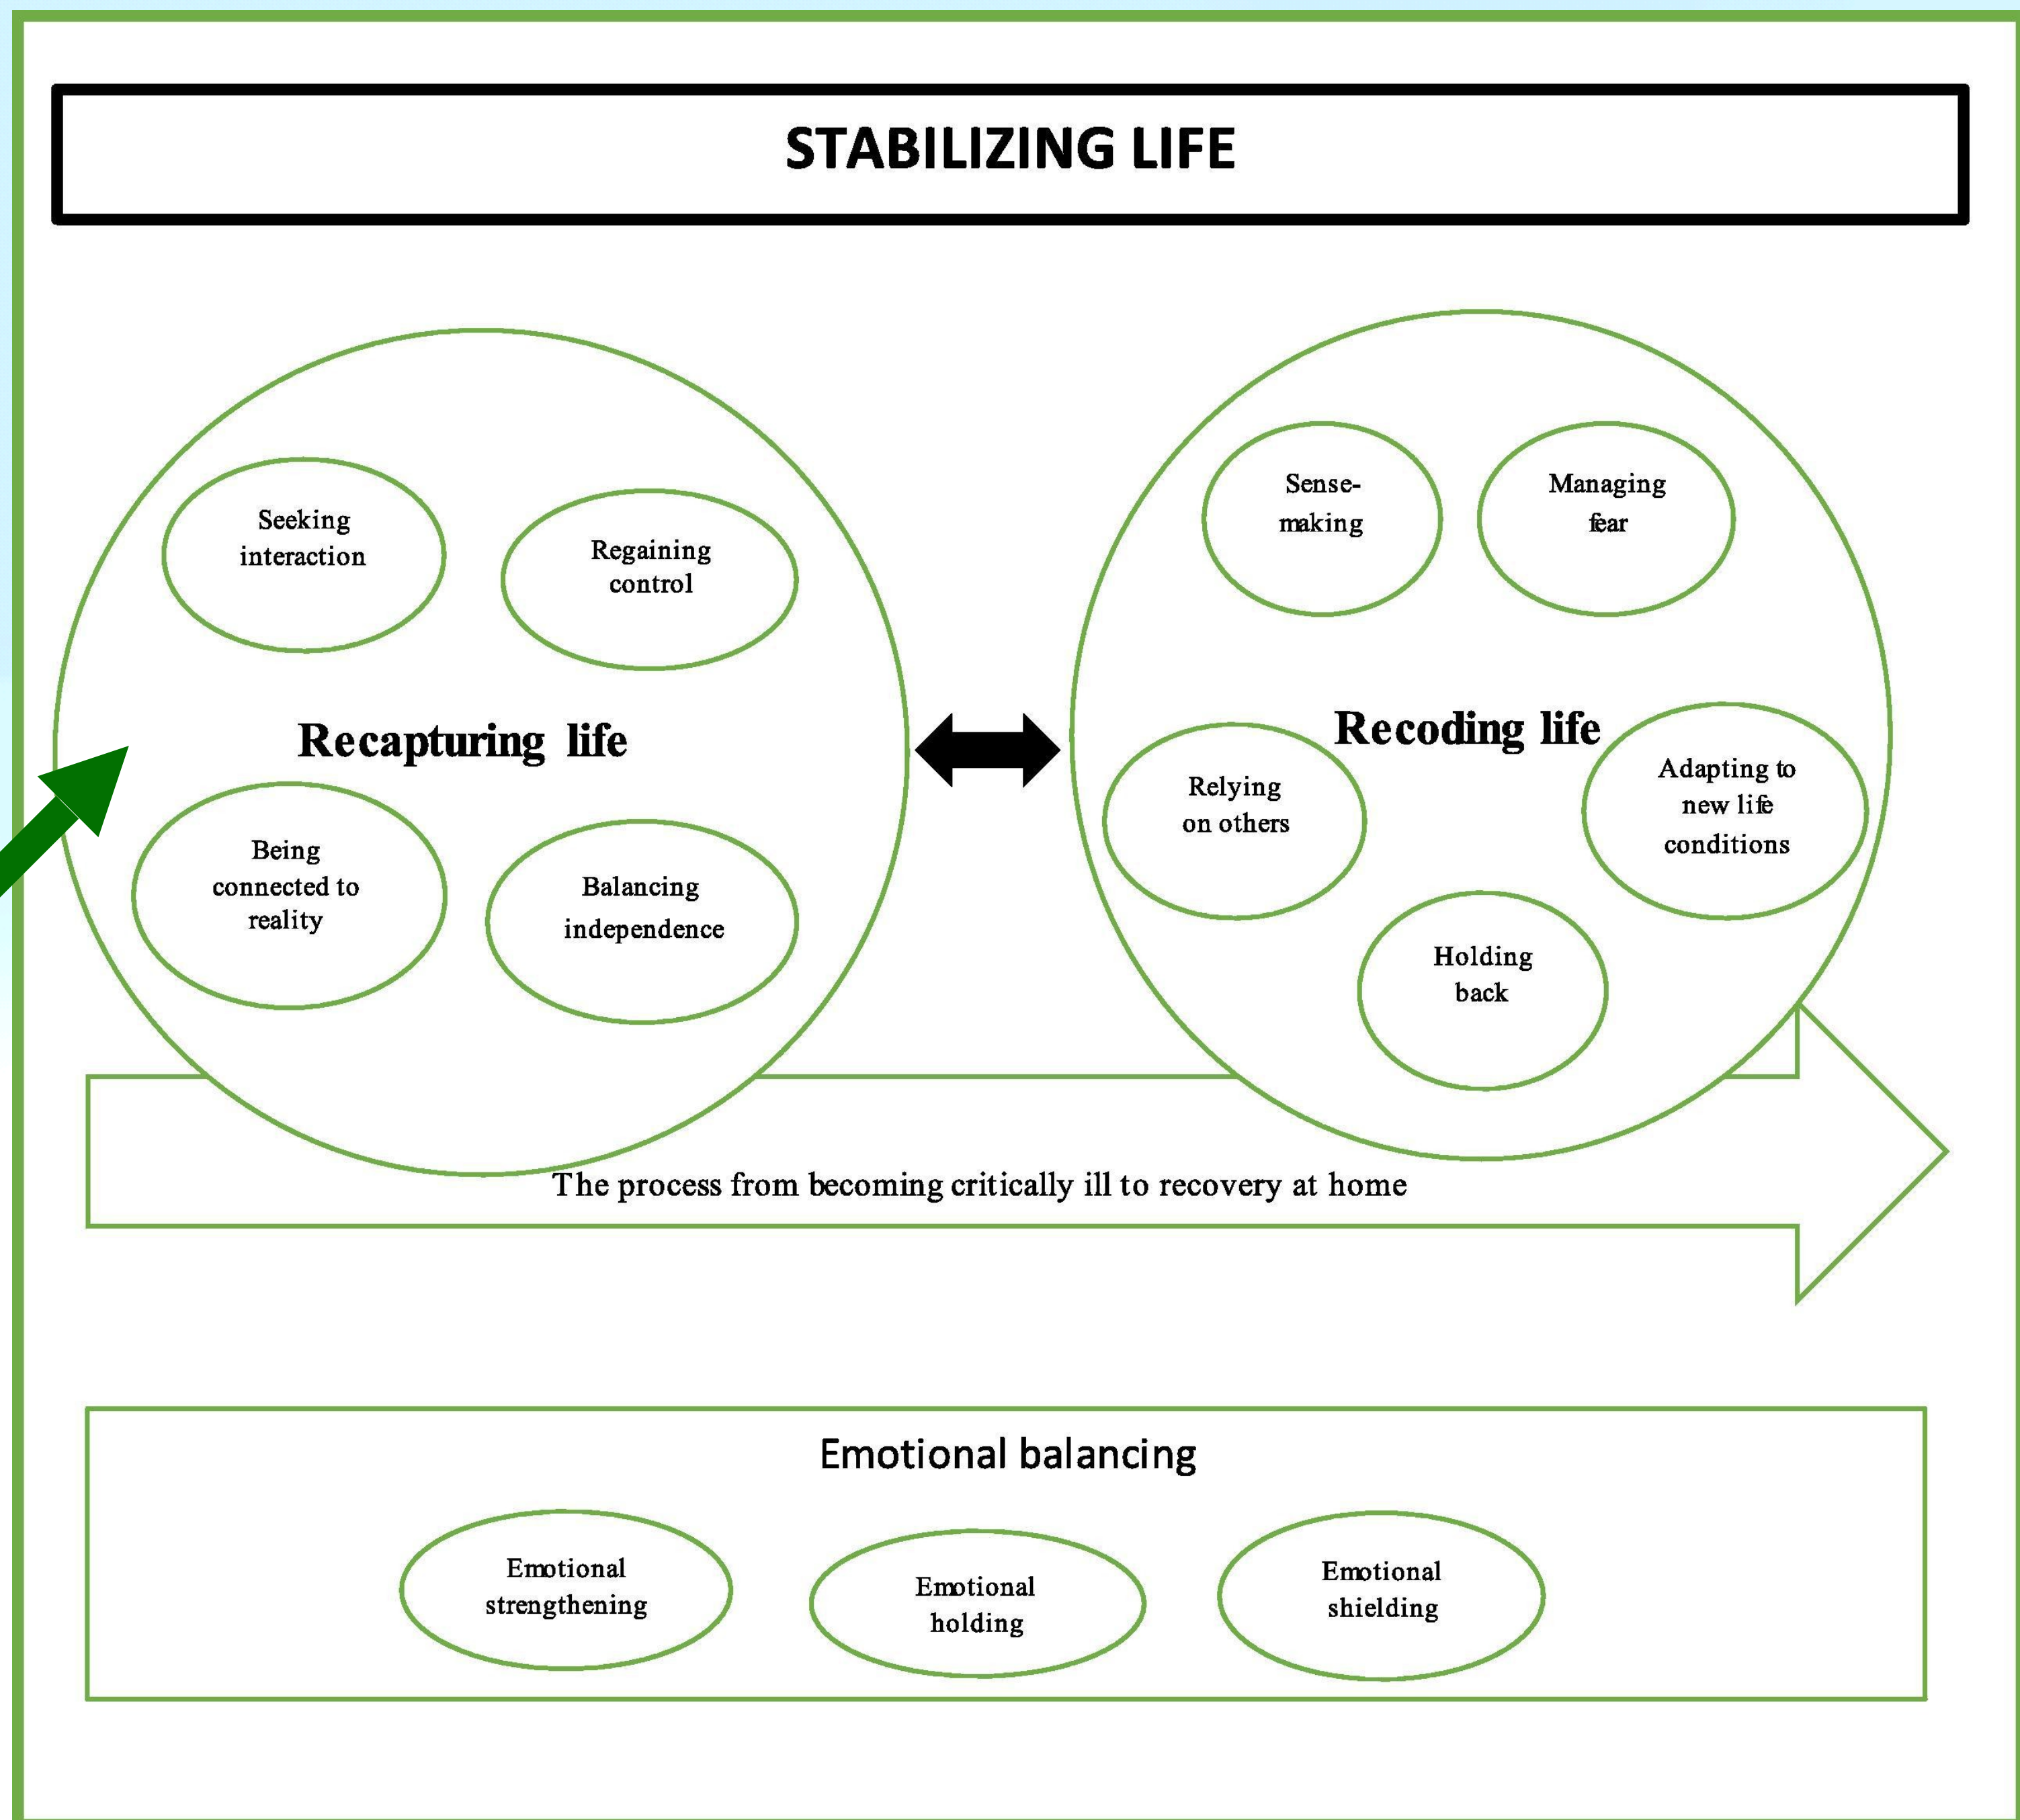 STABILIZING LIFE
Seeking
interaction
Regaining
control
Recapturing life
Being
connected to
reality
Balancing
independence
Sense-
making
Managing
fear
Recoding life
Relying
on others
Adapting to
new life
conditions
Holding
back
The process from becoming critically ill to recovery at home
Emotional balancing
Emotional
strengthening
Emotional
holding
Emotional
shielding